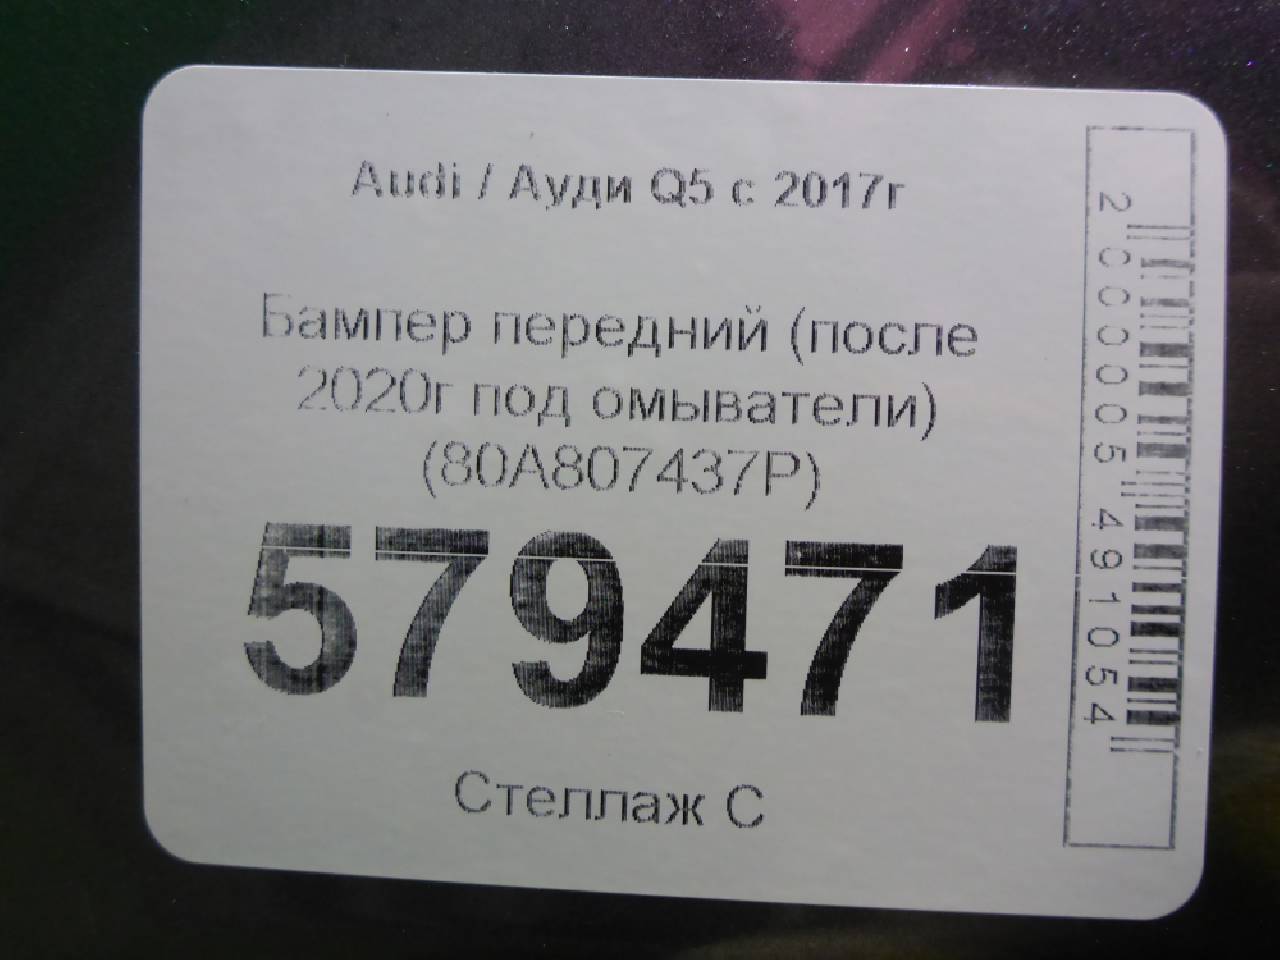 Audi / Ауди Q5 с 2017г
Бампер передний (после
2020г под омыватели)
(80A807437P)
579471
Стеллаж С
2000005491054